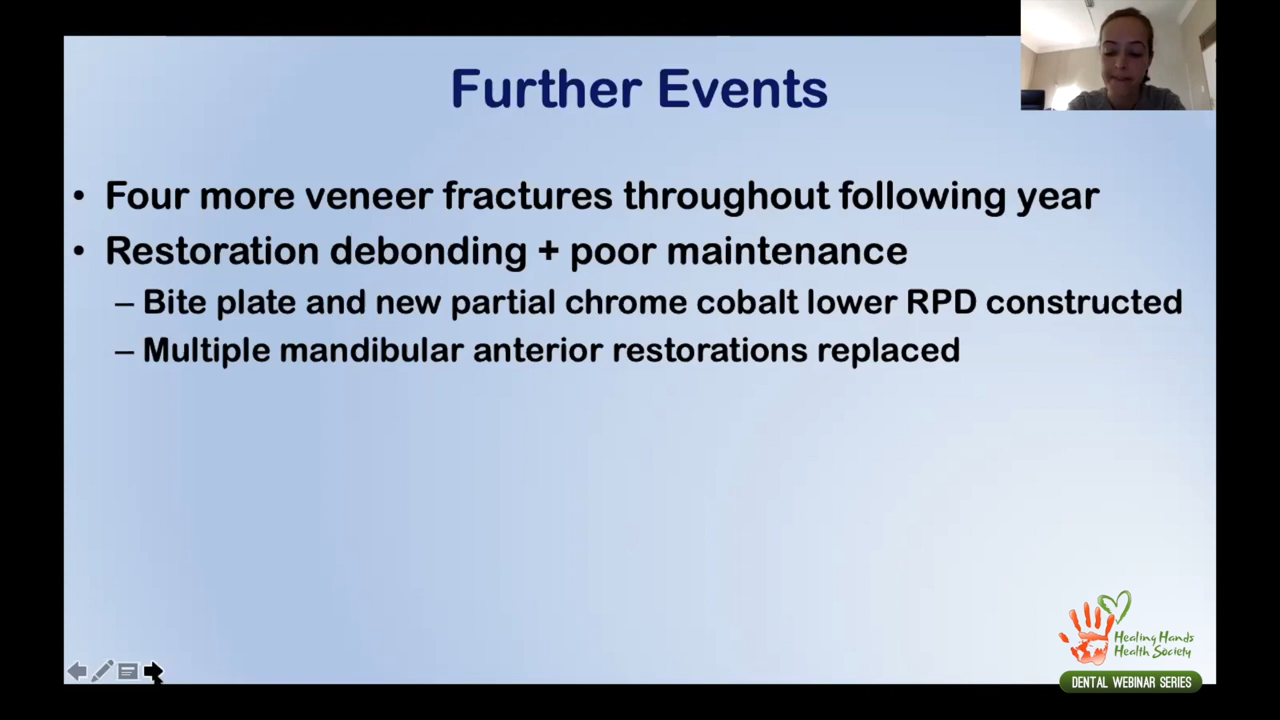 Further Events
• Four more veneer fractures throughout following year
• Restoration debonding + poor maintenance
– Bite plate and new partial chrome cobalt lower RPD constructed
– Multiple mandibular anterior restorations replaced
Healing Hands
Health Society
DENTAL WEBINAR SERIES